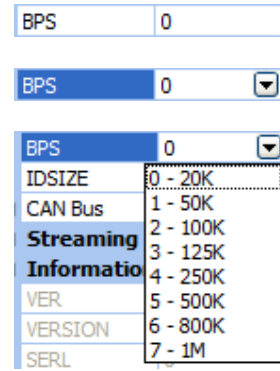 BPS 0
BPS 0
BPS 0
IDSIZE 0 - 20K
CAN Bus 1 - 50K
2 - 100K
Streaming 3 - 125K
Informatio 4 - 250K
VER 5 - 500K
VERSION 6 - 800K
SERL 7 - 1M